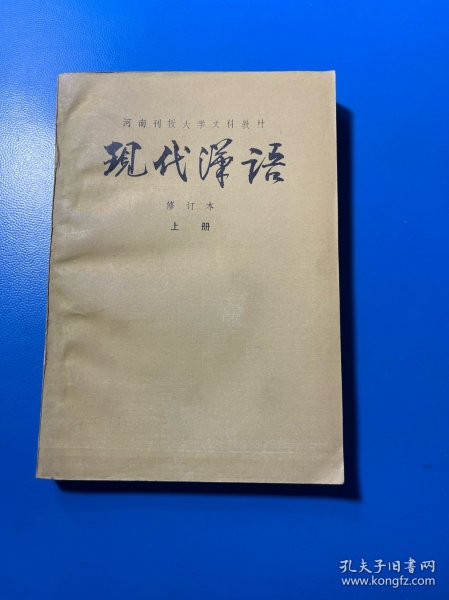 河南刊授大学文科教材
现代汉语
修订本
上册
孔夫子旧书网
www.kongfz.com